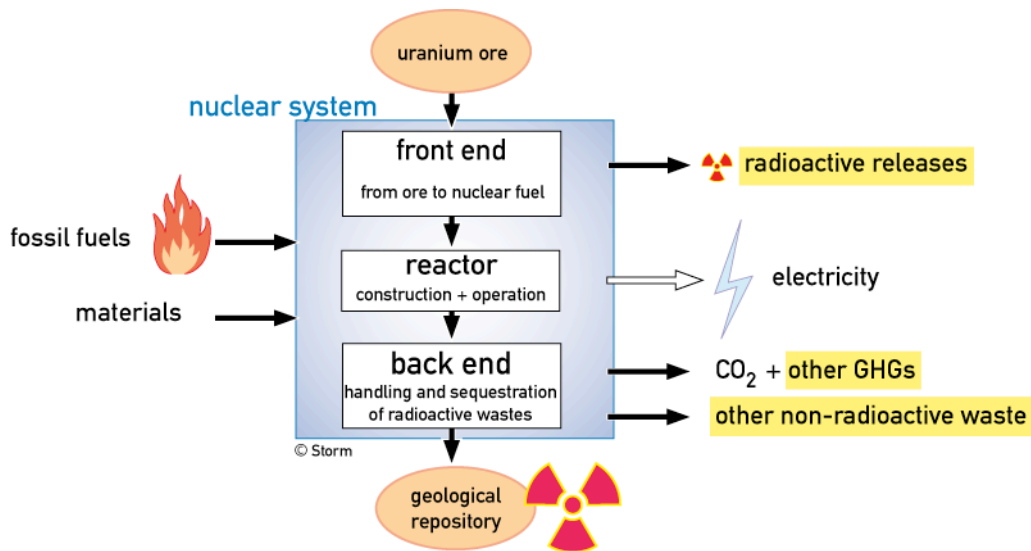 uranium ore
nuclear system
front end
from ore to nuclear fuel
radioactive releases
fossil fuels
reactor
construction + operation
electricity
materials
back end
handling and sequestration
of radioactive wastes
CO₂ + other GHGs
other non-radioactive waste
© Storm
geological
repository